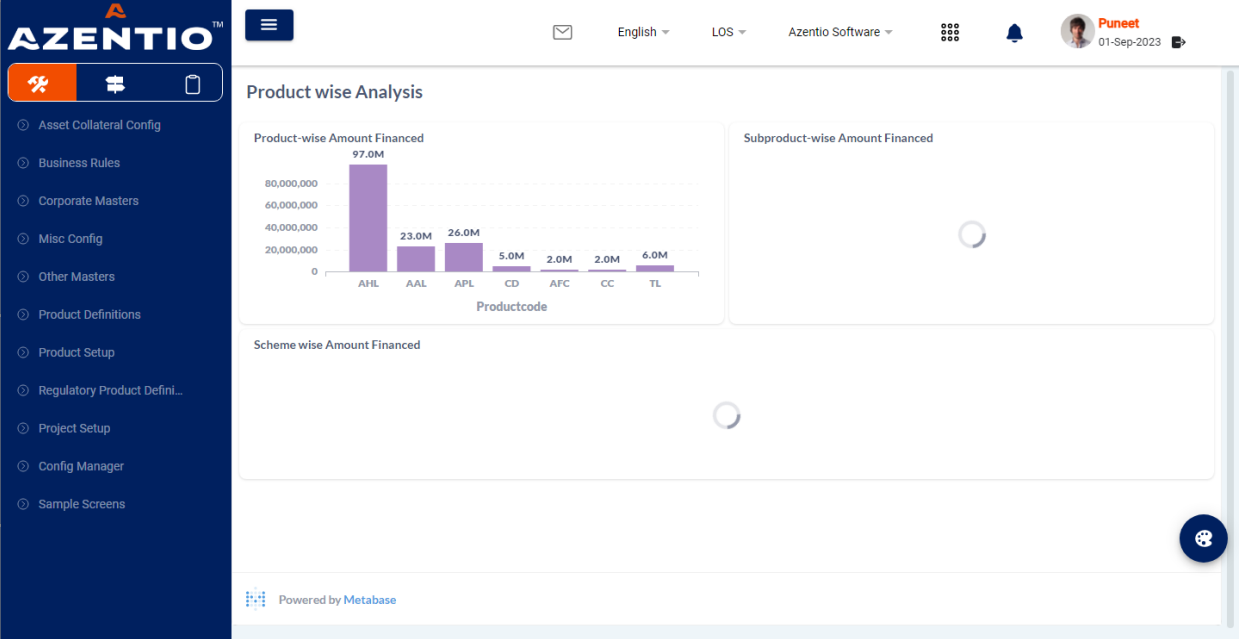 AZENTIO™
English
LOS
Azentio Software
Puneet
01-Sep-2023
Asset Collateral Config
Business Rules
Corporate Masters
Misc Config
Other Masters
Product Definitions
Product Setup
Regulatory Product Defini...
Project Setup
Config Manager
Sample Screens
Product wise Analysis
Product-wise Amount Financed
97.0M
80,000,000
60,000,000
40,000,000
20,000,000
0
23.0M
26.0M
5.0M
2.0M
2.0M
6.0M
AHL AAL APL CD AFC CC TL
Productcode
Subproduct-wise Amount Financed
Scheme wise Amount Financed
Powered by Metabase